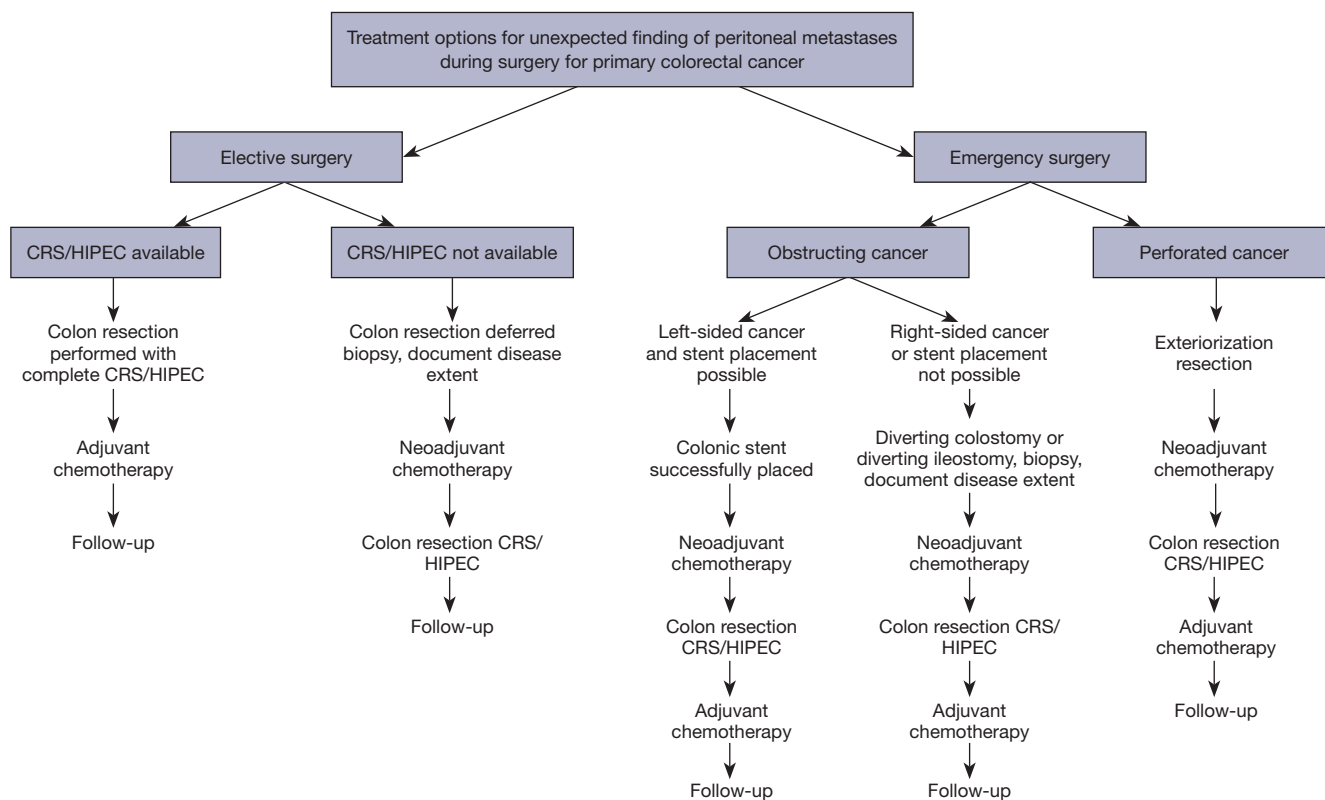 Treatment options for unexpected finding of peritoneal metastases
during surgery for primary colorectal cancer
Elective surgery
Emergency surgery
CRS/HIPEC available
CRS/HIPEC not available
Obstructing cancer
Perforated cancer
Colon resection
performed with
complete CRS/HIPEC
Adjuvant
chemotherapy
Follow-up
Colon resection deferred
biopsy, document disease
extent
Neoadjuvant
chemotherapy
Colon resection CRS/
HIPEC
Follow-up
Left-sided cancer
and stent placement
possible
Colonic stent
successfully placed
Neoadjuvant
chemotherapy
Colon resection
CRS/HIPEC
Adjuvant
chemotherapy
Follow-up
Right-sided cancer
or stent placement
not possible
Diverting colostomy or
diverting ileostomy, biopsy,
document disease extent
Neoadjuvant
chemotherapy
Colon resection CRS/
HIPEC
Adjuvant
chemotherapy
Follow-up
Exteriorization
resection
Neoadjuvant
chemotherapy
Colon resection
CRS/HIPEC
Adjuvant
chemotherapy
Follow-up